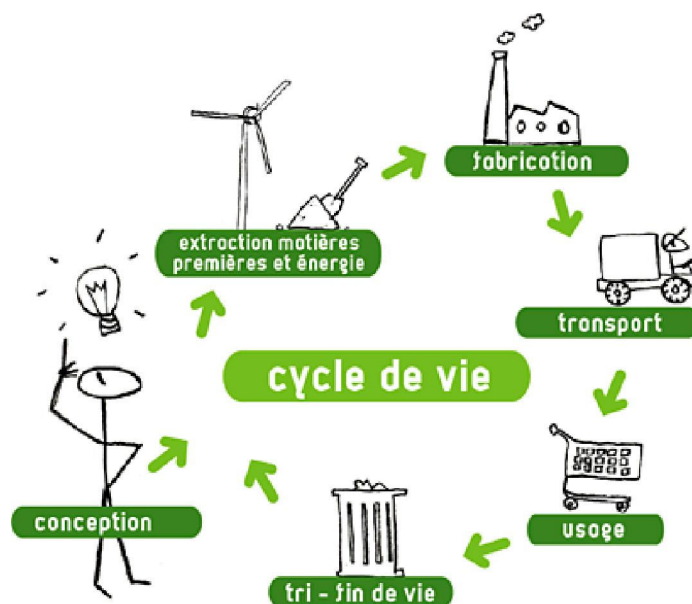 fabrication
extraction matières
premières et énergie
transport
cycle de vie
usage
conception
tri - fin de vie